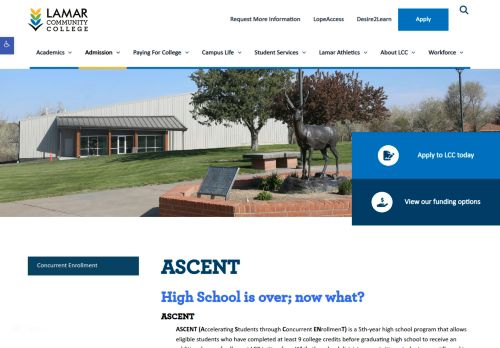 LAMAR
COMMUNITY
COLLEGE
Request More Information LopeAccess Desire2Learn Apply
Academics Admission Paying For College Campus Life Student Services Lamar Athletics About LCC Workforce
Apply to LCC today
View our funding options
Concurrent Enrollment
ASCENT
High School is over; now what?
ASCENT
ASCENT (Accelerating Students through Concurrent ENrollmenT) is a 5th-year high school program that allows
eligible students who have completed at least 9 college credits before graduating high school to receive an